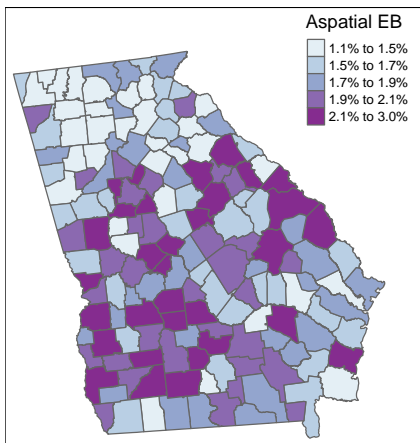 Aspatial EB
1.1% to 1.5%
1.5% to 1.7%
1.7% to 1.9%
1.9% to 2.1%
2.1% to 3.0%